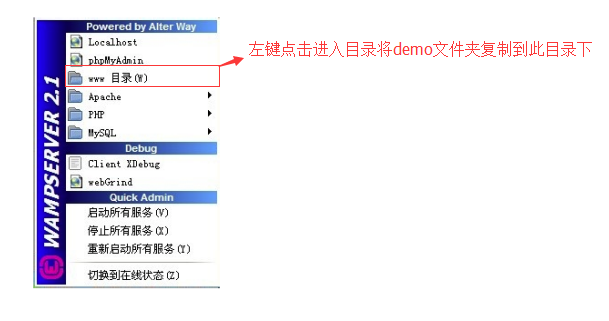 Powered by Alter Way
Localhost
phpMyAdmin
www 目录(W)
左键点击进入目录将demo文件夹复制到此目录下
Apache
PHP
MySQL
Debug
Client XDebug
webGrind
Quick Admin
启动所有服务(V)
停止所有服务(X)
重新启动所有服务(Y)
切换到在线状态(Z)
WAMPSERVER 2.1